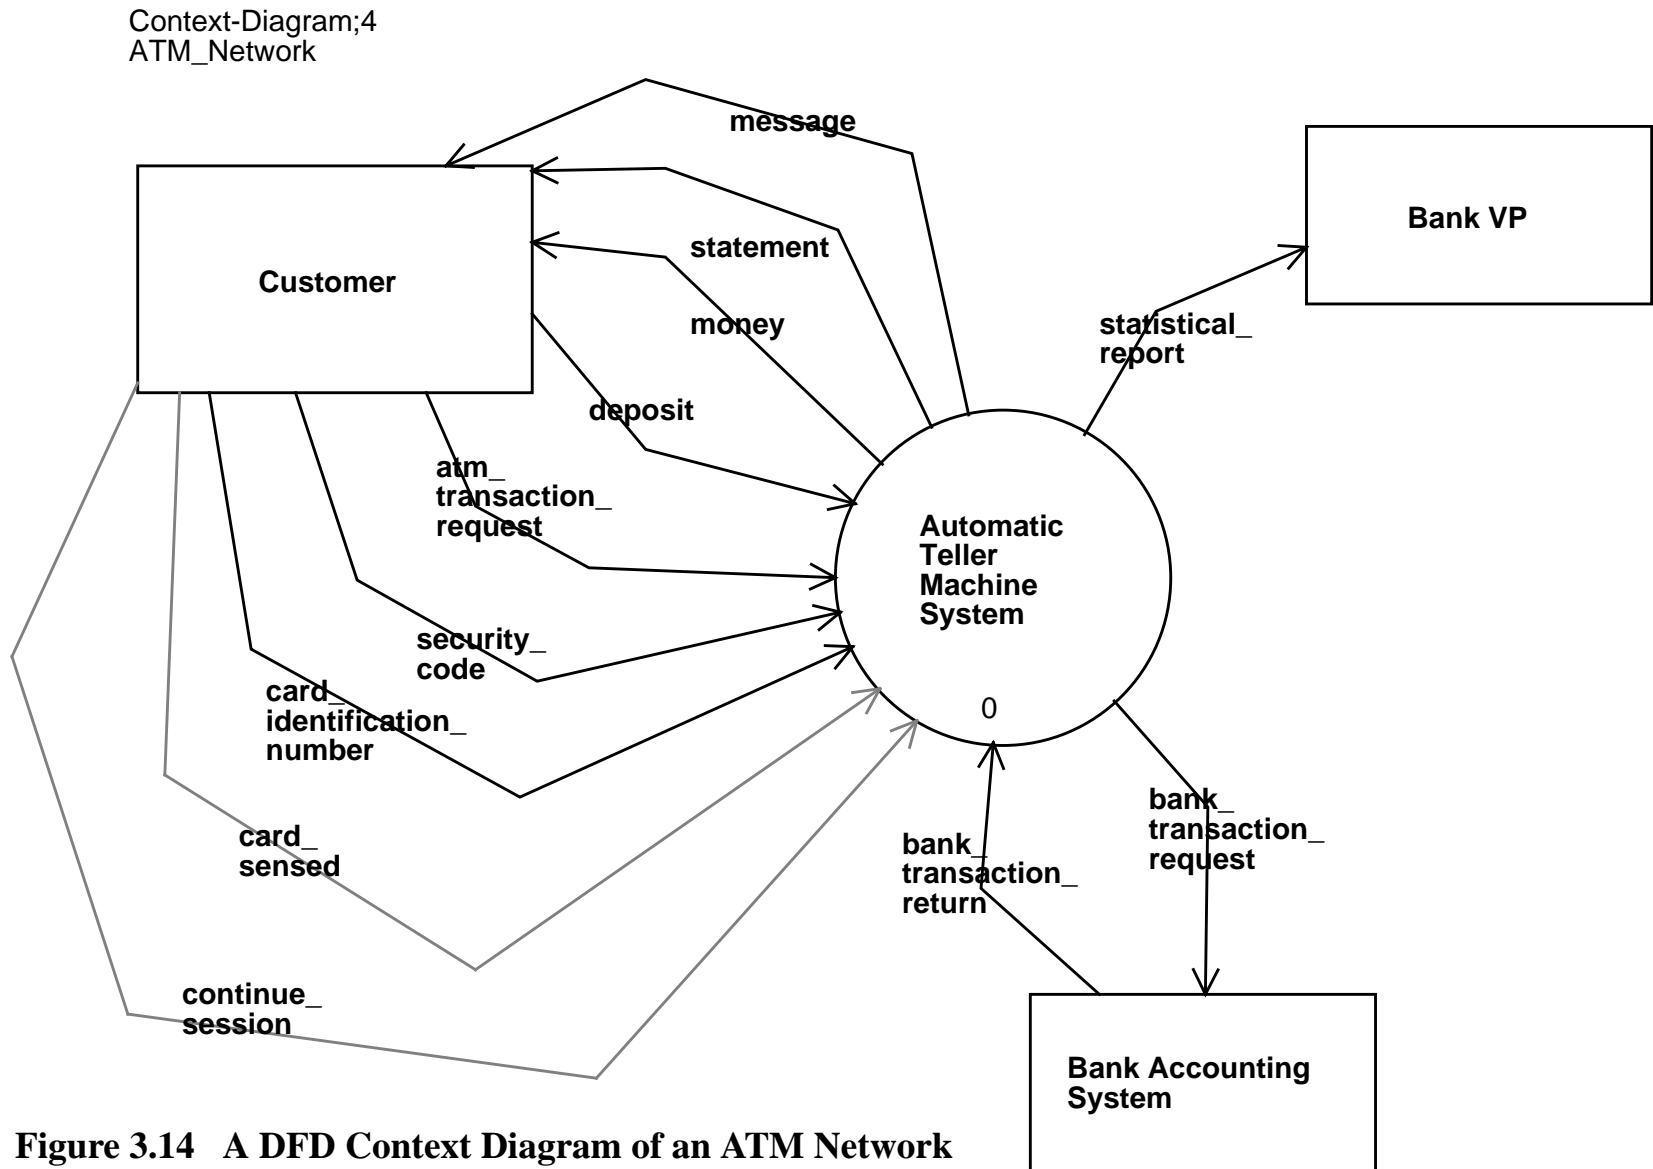 Context-Diagram;4
ATM_Network
message
Bank VP
statement
Customer
money
statistical_
report
deposit
atm_
transaction_
request
Automatic
Teller
Machine
System
security_
code
card_
identification_
number
0
bank_
transaction_
request
card_
sensed
bank_
transaction_
return
continue_
session
Bank Accounting
System
Figure 3.14 A DFD Context Diagram of an ATM Network